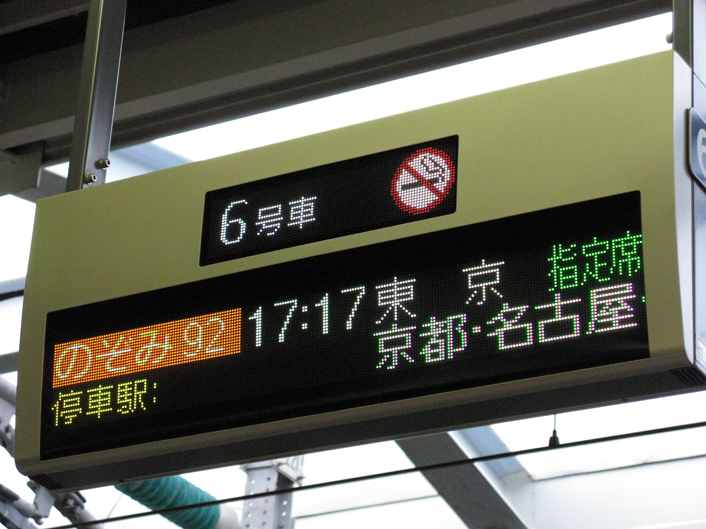 6号車
のぞみ 92 17:17 東京 指定席
停車駅: 京都・名古屋